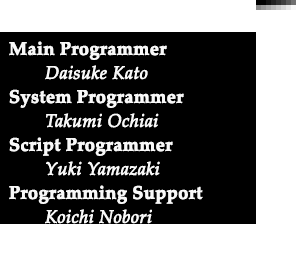 Main Programmer
Daisuke Kato
System Programmer
Takumi Ochiai
Script Programmer
Yuki Yamazaki
Programming Support
Koichi Nobori